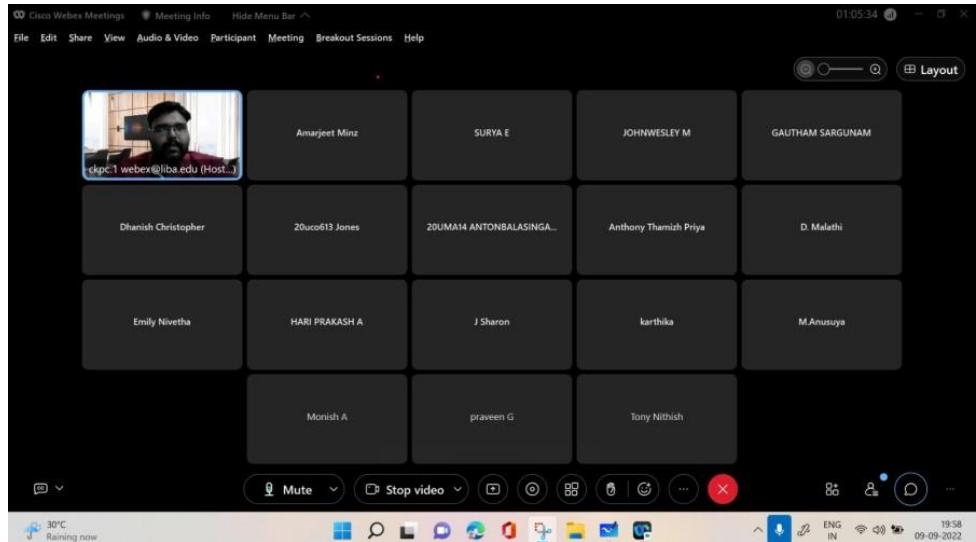 Cisco Webex Meetings Meeting Info Hide Menu Bar 01:05:34
File Edit Share View Audio & Video Participant Meeting Breakout Sessions Help
Layout
ckpc.1 webex@liba.edu (Host...)
Amarjeet Minz
SURYA E
JOHNWESLEY M
GAUTHAM SARGUNAM
Dhanish Christopher
20uco613 Jones
20UMA14 ANTONBALASINGA...
Anthony Thamizh Priya
D. Malathi
Emily Nivetha
HARI PRAKASH A
J Sharon
karthika
M.Anusuya
Monish A
praveen G
Tony Nithish
Mute Stop video
30°C
Raining now
ENG
IN
19:58
09-09-2022